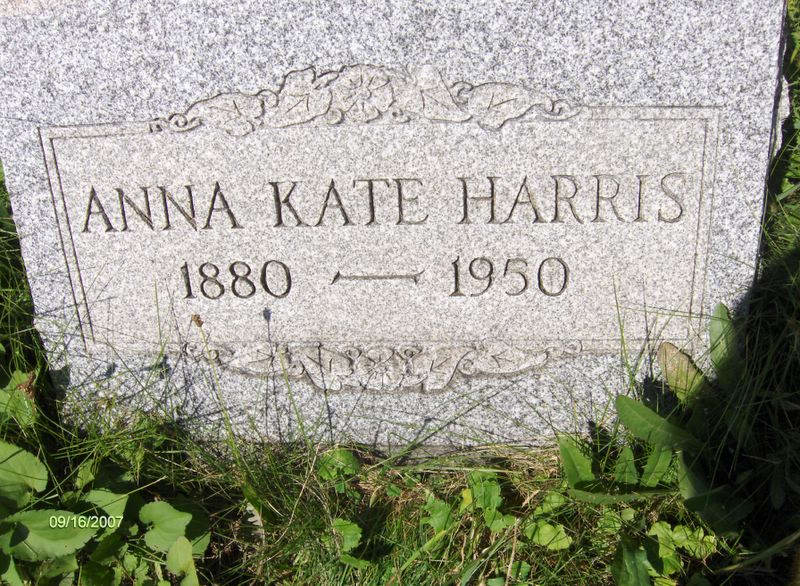 ANNA KATE HARRIS
1880 — 1950
09/16/2007